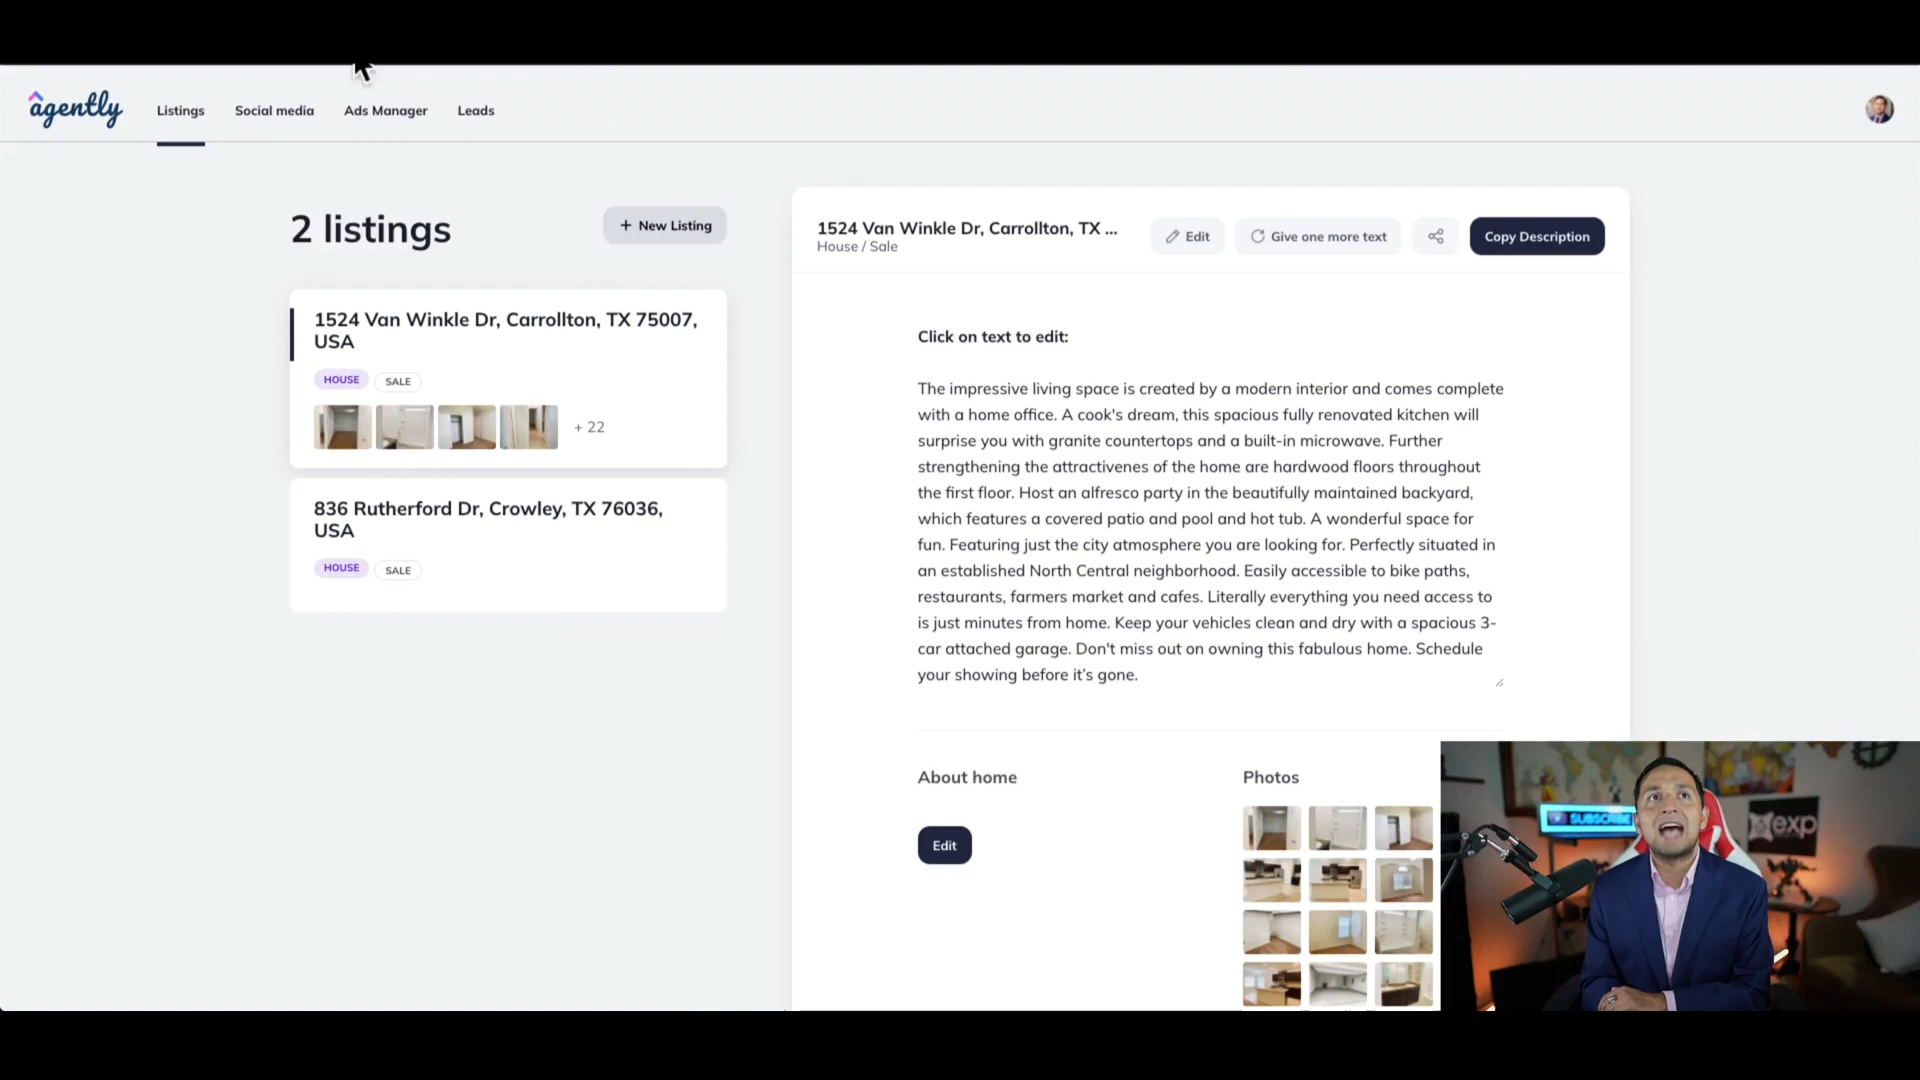 agently
Listings
Social media
Ads Manager
Leads
2 listings
+ New Listing
1524 Van Winkle Dr, Carrollton, TX 75007,
USA
HOUSE
SALE
+ 22
836 Rutherford Dr, Crowley, TX 76036,
USA
HOUSE
SALE
1524 Van Winkle Dr, Carrollton, TX ...
House / Sale
Edit
Give one more text
Copy Description
Click on text to edit:
The impressive living space is created by a modern interior and comes complete
with a home office. A cook's dream, this spacious fully renovated kitchen will
surprise you with granite countertops and a built-in microwave. Further
strengthening the attractivenes of the home are hardwood floors throughout
the first floor. Host an alfresco party in the beautifully maintained backyard,
which features a covered patio and pool and hot tub. A wonderful space for
fun. Featuring just the city atmosphere you are looking for. Perfectly situated in
an established North Central neighborhood. Easily accessible to bike paths,
restaurants, farmers market and cafes. Literally everything you need access to
is just minutes from home. Keep your vehicles clean and dry with a spacious 3-
car attached garage. Don't miss out on owning this fabulous home. Schedule
your showing before it's gone.
About home
Edit
Photos
SUBSCRIBE
exp